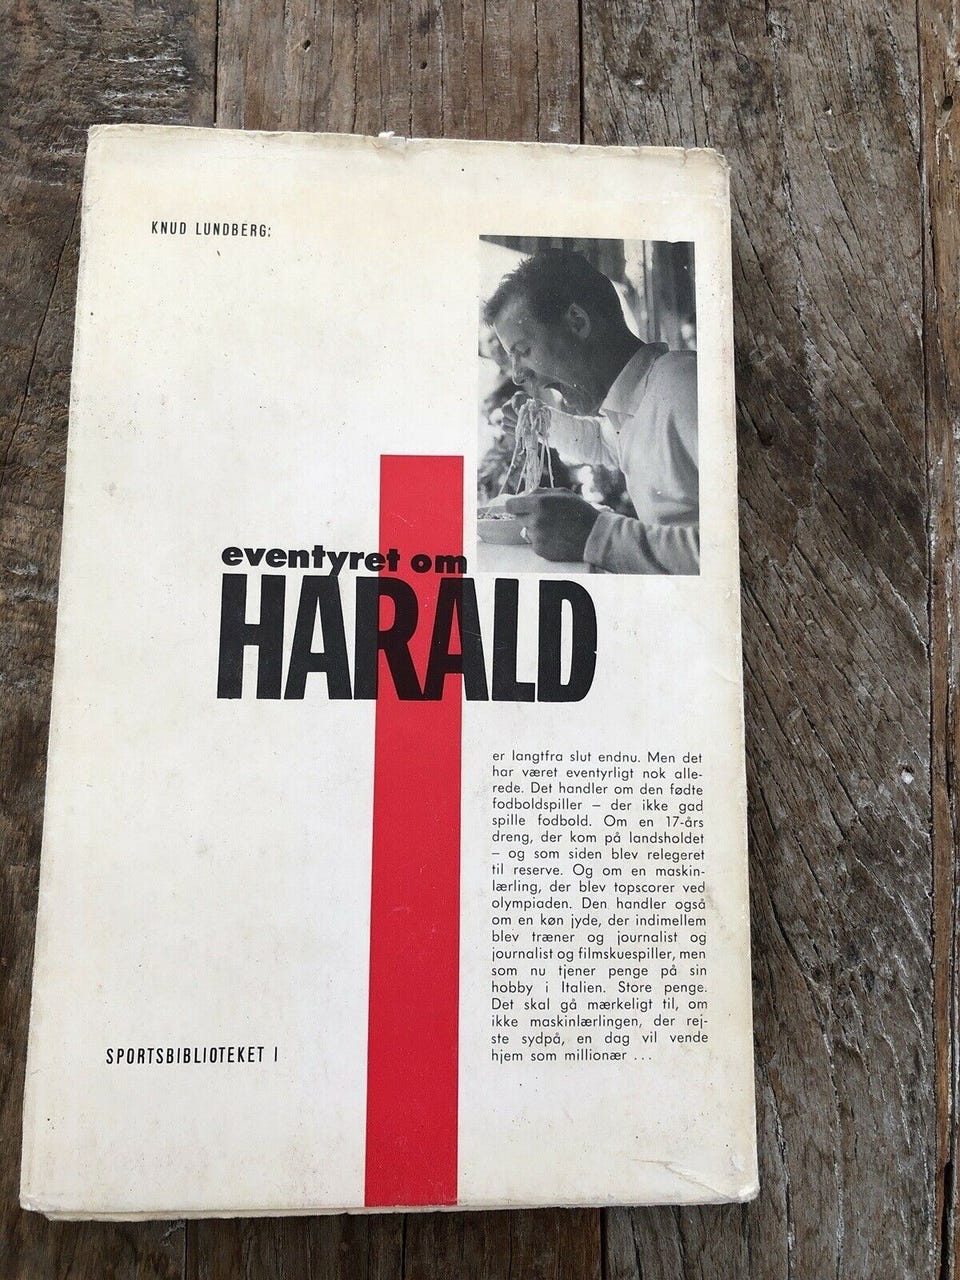 KNUD LUNDBERG:
eventyret om
HARALD
er langtfra slut endnu. Men det
har været eventyrligt nok alle-
rede. Det handler om den fødte
fodboldspiller – der ikke gad
spille fodbold. Om en 17-års
dreng, der kom på landsholdet
– og som siden blev relegeret
til reserve. Og om en maskin-
lærling, der blev topscorer ved
olympiaden. Den handler også
om en køn jyde, der indimellem
blev træner og journalist og
journalist og filmskuespiller, men
som nu tjener penge på sin
hobby i Italien. Store penge.
Det skal gå mærkeligt til, om
ikke maskinlærlingen, der rej-
ste sydpå, en dag vil vende
hjem som millionær ...
SPORTSBIBLIOTEKET I